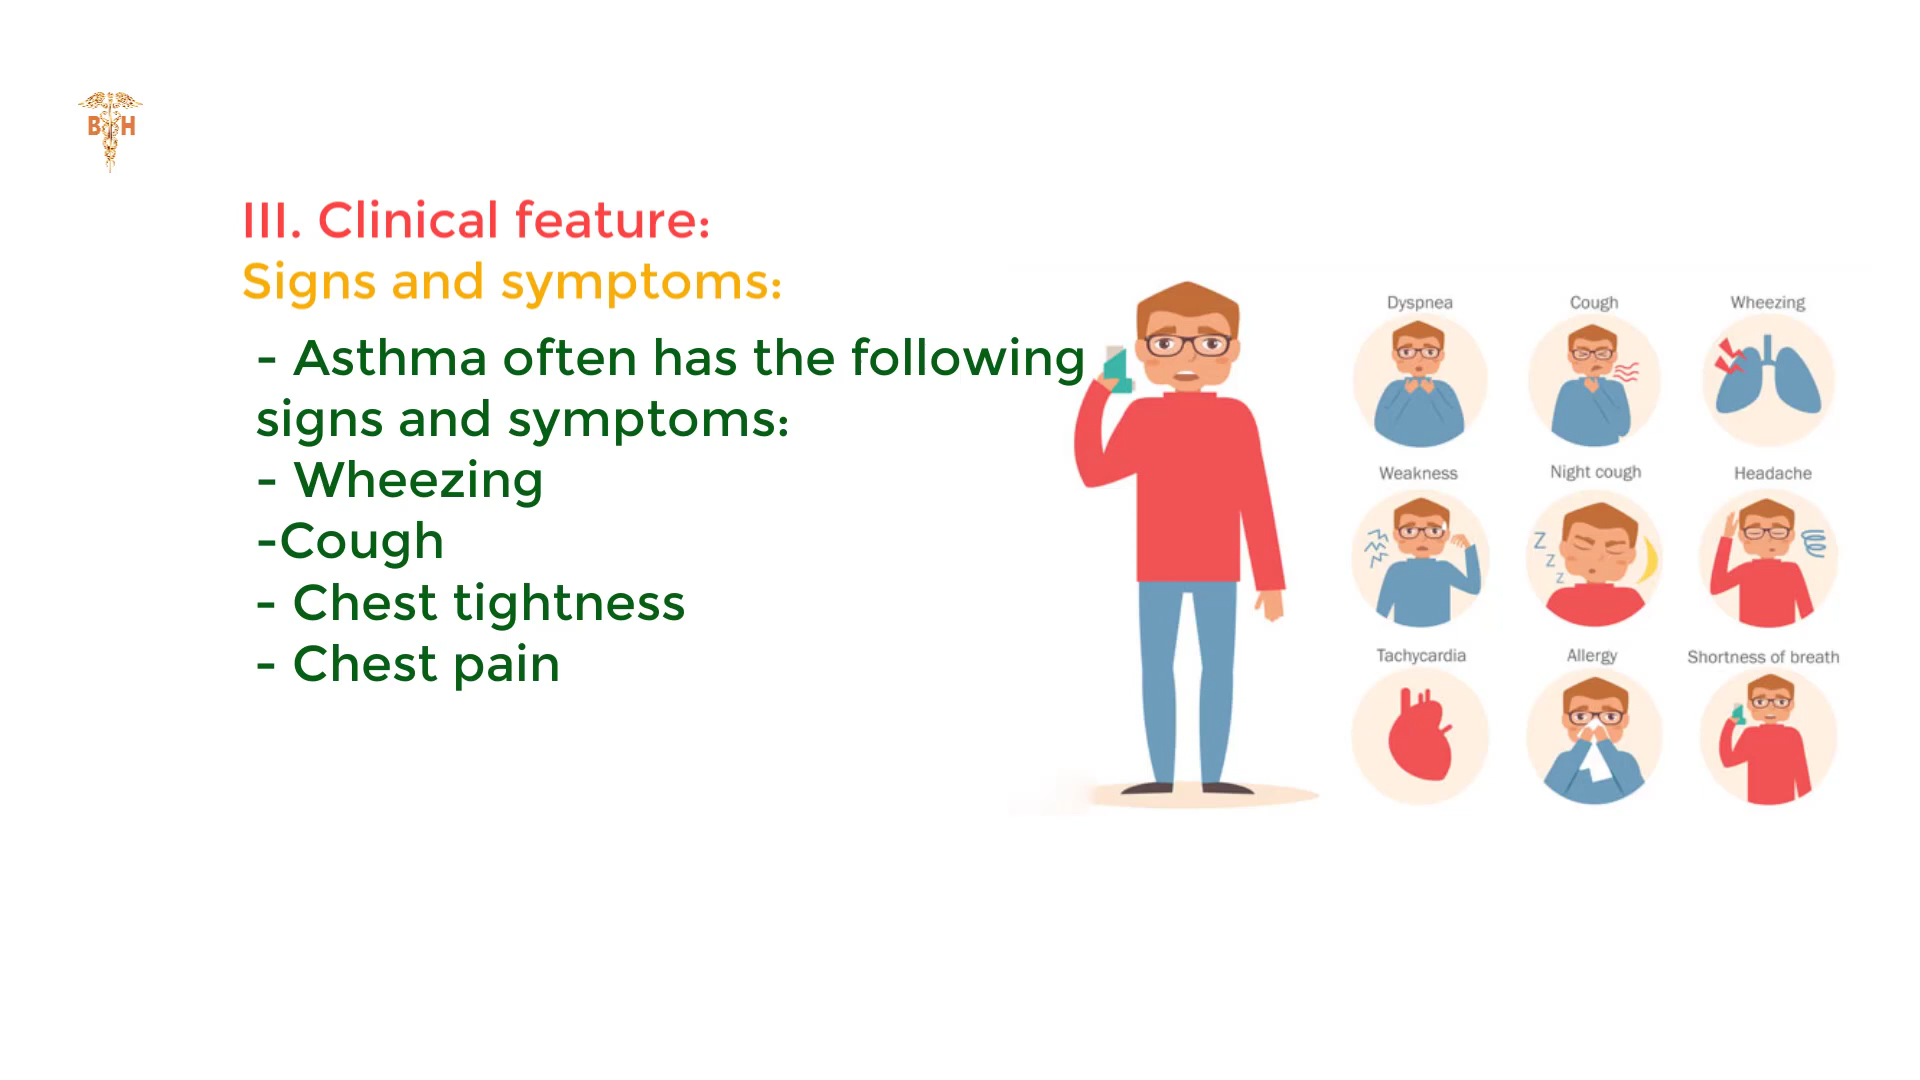 B H
III. Clinical feature:
Signs and symptoms:
- Asthma often has the following
signs and symptoms:
- Wheezing
-Cough
- Chest tightness
- Chest pain
Dyspnea
Cough
Wheezing
Weakness
Night cough
Headache
Z
Z
Z
Tachycardia
Allergy
Shortness of breath